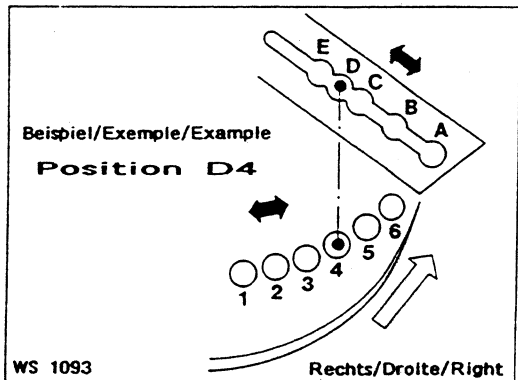 E
D
C
B
A
Beispiel/Exemple/Example
Position D4
1 2 3 4 5 6
WS 1093
Rechts/Droite/Right